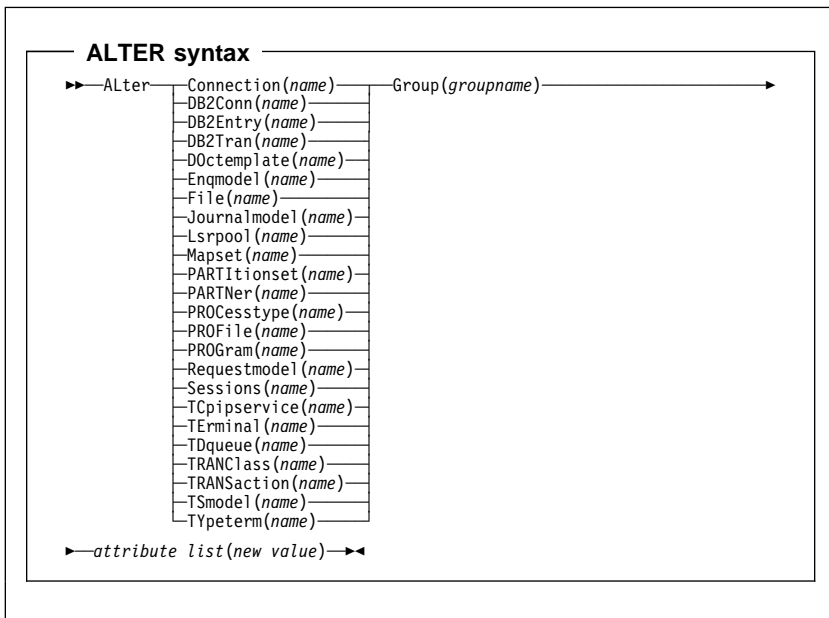 ALTER syntax
ALter Connection(name) Group(groupname)
DB2Conn(name)
DB2Entry(name)
DB2Tran(name)
DOctemplate(name)
Enqmodel(name)
File(name)
Journalmodel(name)
Lsrpool(name)
Mapset(name)
PARTItionset(name)
PARTNer(name)
PROCesstype(name)
PROFile(name)
PROGram(name)
Requestmodel(name)
Sessions(name)
TCpipservice(name)
TErminal(name)
TDqueue(name)
TRANClass(name)
TRANSaction(name)
TSmodel(name)
TYpeterm(name)
attribute list(new value)